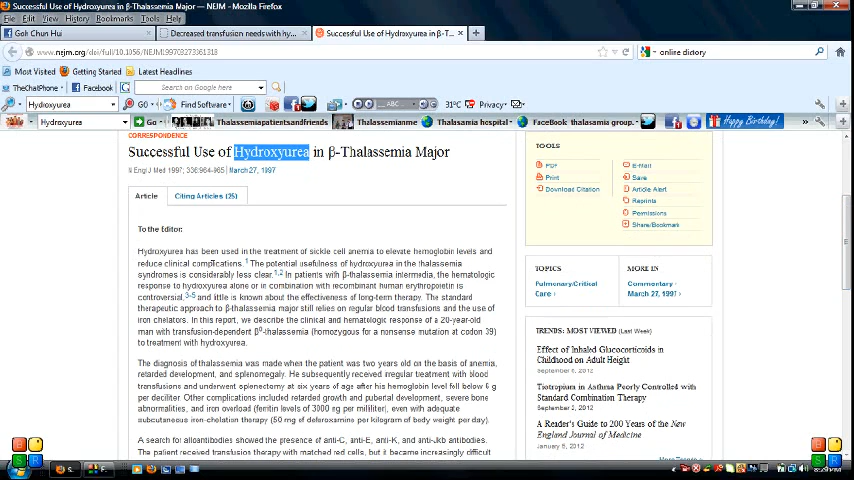 Successful Use of Hydroxyurea in β-Thalassemia Major — NEJM - Mozilla Firefox
File Edit View History Bookmarks Tools Help
Goh Chun Hui
Decreased transfusion needs with hy...
Successful Use of Hydroxyurea in β-T...
www.nejm.org/doi/full/10.1056/NEJM199703273361318
online dictory
Most Visited Getting Started Latest Headlines
TheChatPhone Facebook Search on Google here
Hydroxyurea GO Find Software ABC 31°C Privacy
Hydroxyurea Go Thalassemiapatientsandfriends Thalassemianme Thalasamia hospital FaceBook thalasamia group. Happy Birthday!
CORRESPONDENCE
Successful Use of Hydroxyurea in β-Thalassemia Major
N Engl J Med 1997; 336:964-965 March 27, 1997
Article Citing Articles (25)
To the Editor:
Hydroxyurea has been used in the treatment of sickle cell anemia to elevate hemoglobin levels and
reduce clinical complications.1 The potential usefulness of hydroxyurea in the thalassemia
syndromes is considerably less clear.1,2 In patients with β-thalassemia intermedia, the hematologic
response to hydroxyurea alone or in combination with recombinant human erythropoietin is
controversial,3-5 and little is known about the effectiveness of long-term therapy. The standard
therapeutic approach to β-thalassemia major still relies on regular blood transfusions and the use of
iron chelators. In this report, we describe the clinical and hematologic response of a 20-year-old
man with transfusion-dependent β0-thalassemia (homozygous for a nonsense mutation at codon 39)
to treatment with hydroxyurea.
The diagnosis of thalassemia was made when the patient was two years old on the basis of anemia,
retarded development, and splenomegaly. He subsequently received irregular treatment with blood
transfusions and underwent splenectomy at six years of age after his hemoglobin level fell below 6 g
per deciliter. Other complications included retarded growth and pubertal development, severe bone
abnormalities, and iron overload (ferritin levels of 3000 ng per milliliter), even with adequate
subcutaneous iron-chelation therapy (50 mg of deferoxamine per kilogram of body weight per day).
A search for alloantibodies showed the presence of anti-C, anti-E, anti-K, and anti-Jkb antibodies.
The patient received transfusion therapy with matched red cells, but it became increasingly difficult
TOOLS
PDF
Print
Download Citation
E-Mail
Save
Article Alert
Reprints
Permissions
Share/Bookmark
TOPICS
Pulmonary/Critical
Care
MORE IN
Commentary
March 27, 1997
TRENDS: MOST VIEWED (Last Week)
Effect of Inhaled Glucocorticoids in
Childhood on Adult Height
September 6, 2012
Tiotropium in Asthma Poorly Controlled with
Standard Combination Therapy
September 2, 2012
A Reader's Guide to 200 Years of the New
England Journal of Medicine
January 5, 2012
More Trends